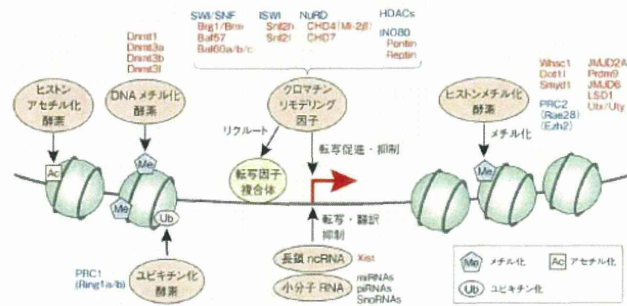 SWI/SNF
Brg1/Brm
Baf57
Baf60a/b/c
ISWI
Snf2h
Snf2l
NuRD
CHD4(Mi-2β)
CHD7
HDACs
INO80
Pontin
Reptin
Dnmt1
Dnmt3a
Dnmt3b
Dnmt3l
Whsc1
Dot1l
Smyd1
PRC2
(Rae28)
(Ezh2)
JMJD2A
Prdm9
JMJD6
LSD1
Utx/Uty
ヒストン
アセチル化
酵素
DNAメチル化
酵素
クロマチン
リモデリング
因子
ヒストンメチル化
酵素
リクルート
転写促進・抑制
メチル化
Ac
Me
Me
Ub
転写因子
複合体
Me
転写・翻訳
抑制
PRC1
(Ring1a/b)
ユビキチン化
酵素
長鎖 ncRNA
Xist
小分子 RNA
miRNAs
piRNAs
SnoRNAs
Me メチル化
Ac アセチル化
Ub ユビキチン化